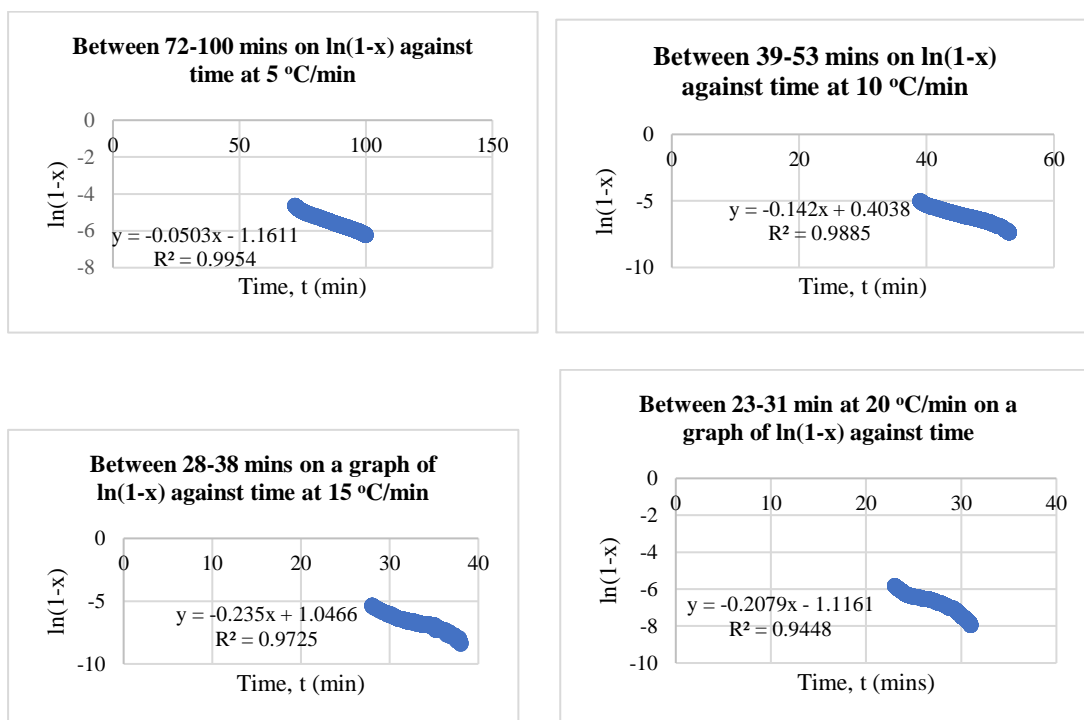 Between 72-100 mins on ln(1-x) against
time at 5 ºC/min
0
-2
-4
-6
-8
0
50
100
150
ln(1-x)
y = -0.0503x - 1.1611
R² = 0.9954
Time, t (min)
Between 39-53 mins on ln(1-x)
against time at 10 ºC/min
0
-5
-10
0
20
40
60
ln(1-x)
y = -0.142x + 0.4038
R² = 0.9885
Time, t (min)
Between 28-38 mins on a graph of
ln(1-x) against time at 15 ºC/min
0
-5
-10
0
10
20
30
40
ln(1-x)
y = -0.235x + 1.0466
R² = 0.9725
Time, t (min)
Between 23-31 min at 20 ºC/min on a
graph of ln(1-x) against time
0
-2
-4
-6
-8
-10
0
10
20
30
40
ln(1-x)
y = -0.2079x - 1.1161
R² = 0.9448
Time, t (mins)